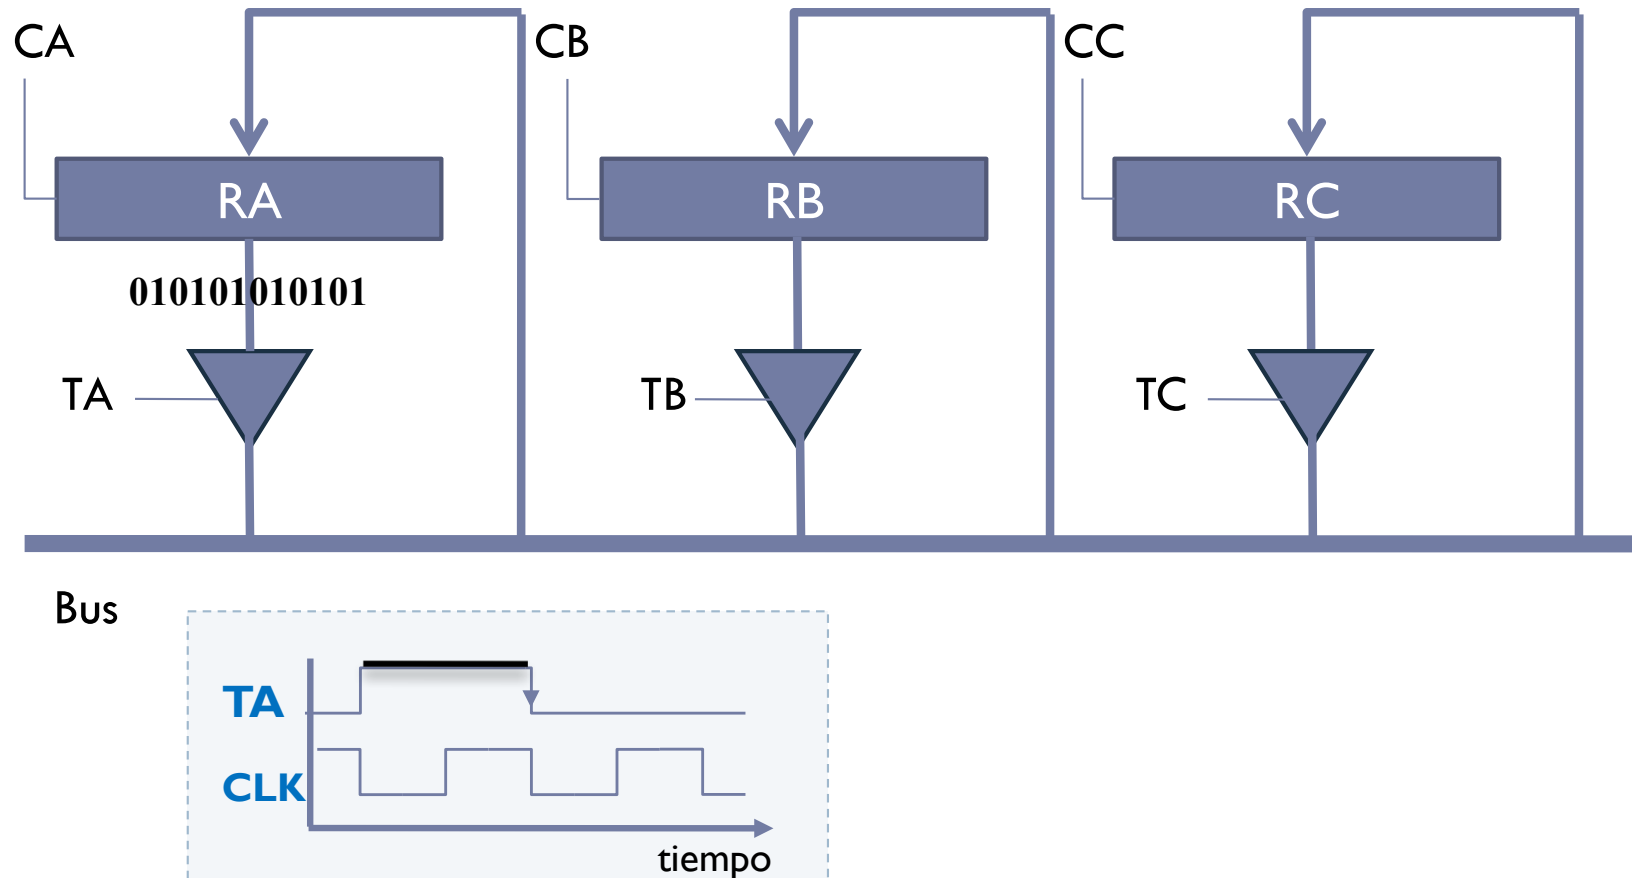 CA
CB
CC
RA
RB
RC
010101010101
TA
TB
TC
Bus
TA
CLK
tiempo